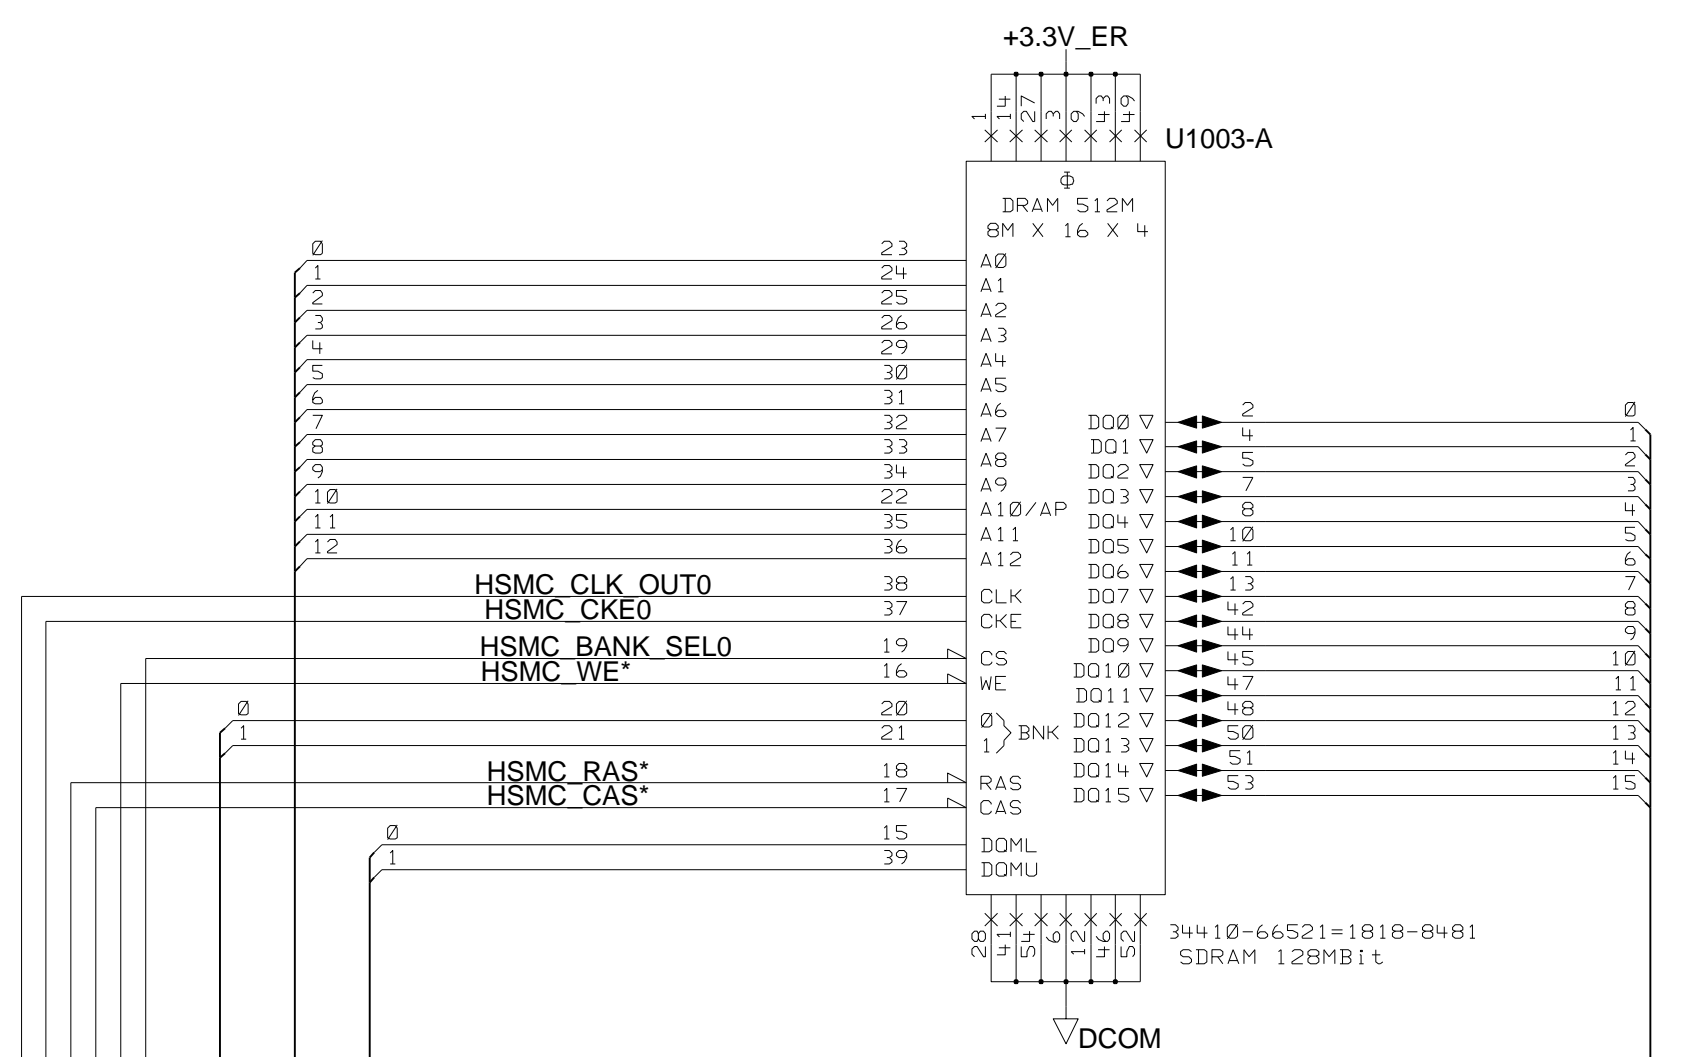 +3.3V_ER
1 14 27 3 9 43 49
U1003-A
Φ
DRAM 512M
8M X 16 X 4
0 23 A0
1 24 A1
2 25 A2
3 26 A3
4 29 A4
5 30 A5
6 31 A6
7 32 A7
8 33 A8
9 34 A9
10 22 A10/AP
11 35 A11
12 36 A12
HSMC_CLK_OUT0 38 CLK
HSMC_CKE0 37 CKE
HSMC_BANK_SEL0 19 CS
HSMC_WE* 16 WE
0 20 0
1 21 1
BNK
HSMC_RAS* 18 RAS
HSMC_CAS* 17 CAS
0 15 DQML
1 39 DQMU
DQ0 2 0
DQ1 4 1
DQ2 5 2
DQ3 7 3
DQ4 8 4
DQ5 10 5
DQ6 11 6
DQ7 13 7
DQ8 42 8
DQ9 44 9
DQ10 45 10
DQ11 47 11
DQ12 48 12
DQ13 50 13
DQ14 51 14
DQ15 53 15
28 41 54 6 12 46 52
34410-66521=1818-8481
SDRAM 128MBit
DCOM